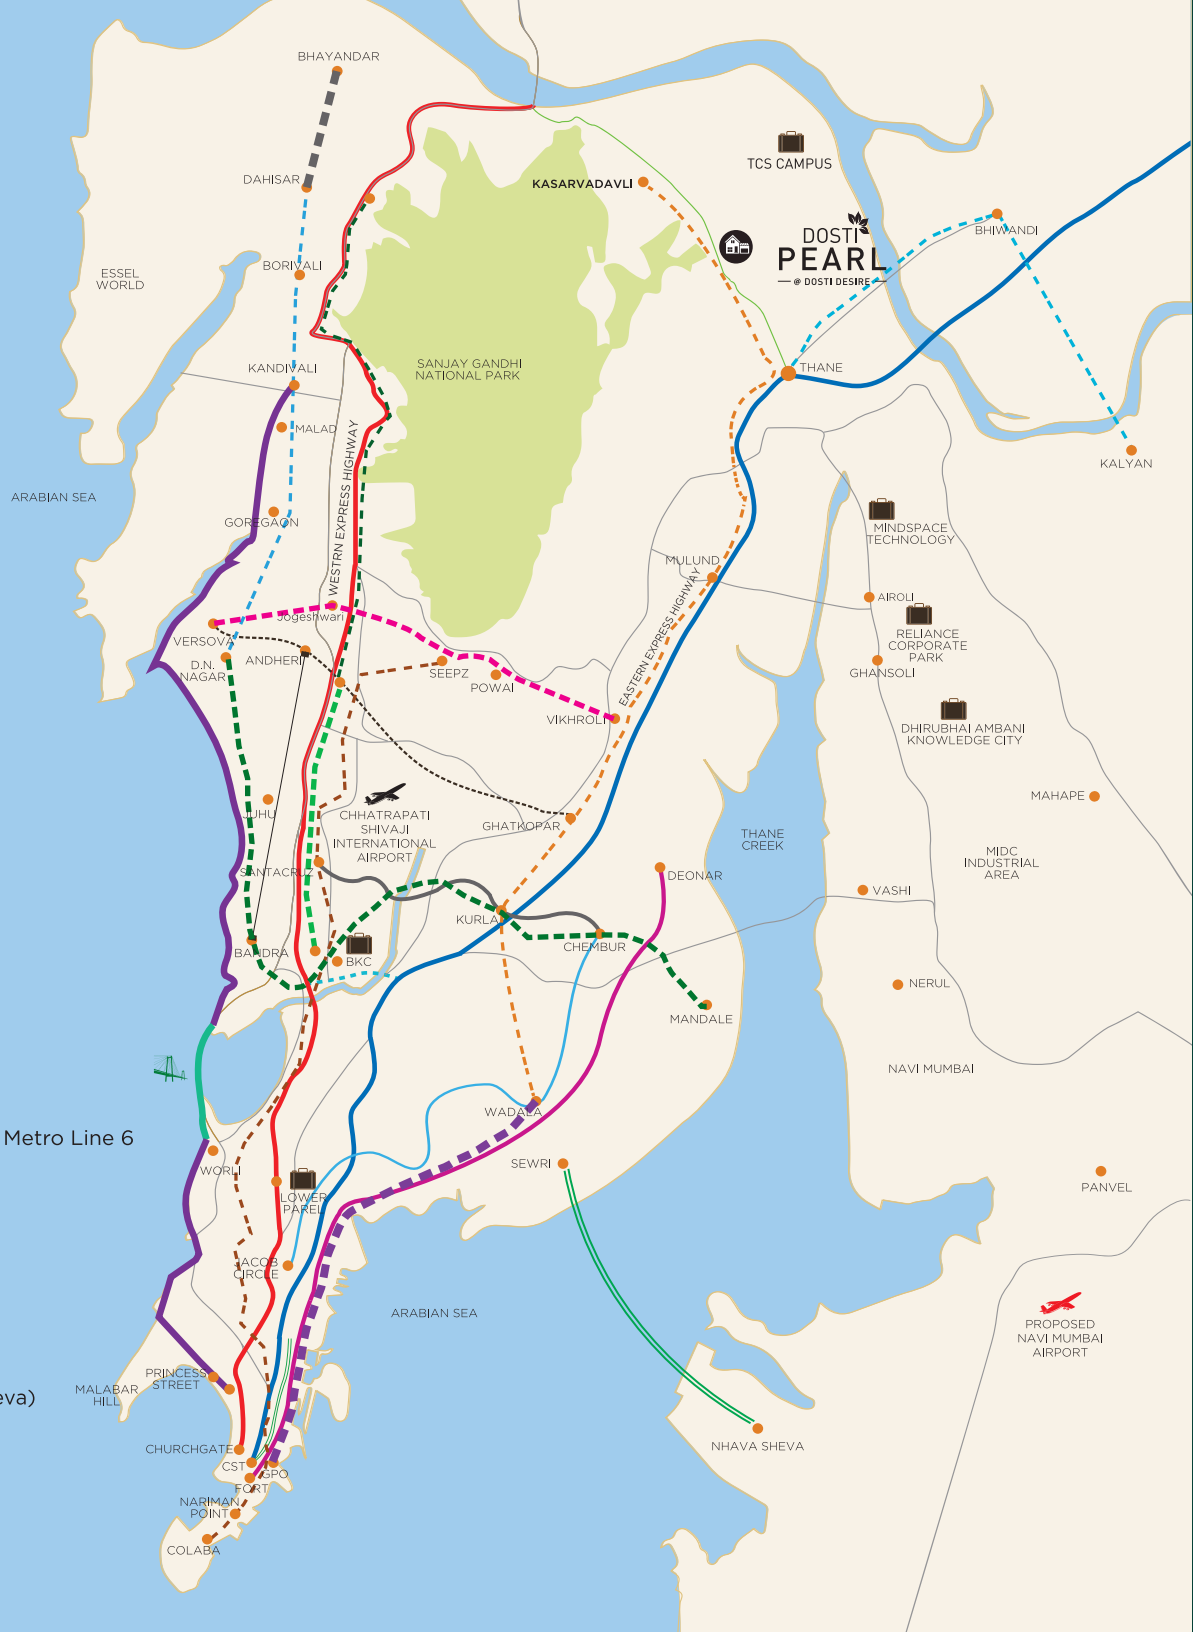 BHAYANDAR
TCS CAMPUS
DAHISAR
KASARVADAVLI
DOSTI
PEARL
@ DOSTI DESIRE
BHIWANDI
BORIVALI
ESSEL
WORLD
KANDIVALI
SANJAY GANDHI
NATIONAL PARK
THANE
MALAD
WESTRN EXPRESS HIGHWAY
KALYAN
ARABIAN SEA
GOREGAON
MINDSPACE
TECHNOLOGY
MULUND
AIROLI
Jogeshwari
VERSOVA
RELIANCE
CORPORATE
PARK
D.N.
NAGAR
ANDHERI
SEEPZ
POWAI
EASTERN EXPRESS HIGHWAY
GHANSOLI
VIKHROLI
DHIRUBHAI AMBANI
KNOWLEDGE CITY
JUHU
CHHATRAPATI
SHIVAJI
INTERNATIONAL
AIRPORT
GHATKOPAR
MAHAPE
THANE
CREEK
MIDC
INDUSTRIAL
AREA
SANTACRUZ
DEONAR
VASHI
KURLA
CHEMBUR
BANDRA
BKC
NERUL
MANDALE
NAVI MUMBAI
WADALA
Metro Line 6
WORLI
SEWRI
PANVEL
LOWER
PAREL
JACOB
CIRCLE
ARABIAN SEA
PROPOSED
NAVI MUMBAI
AIRPORT
PRINCESS
STREET
MALABAR
HILL
eva)
CHURCHGATE
NHAVA SHEVA
CST
GPO
FORT
NARIMAN
POINT
COLABA